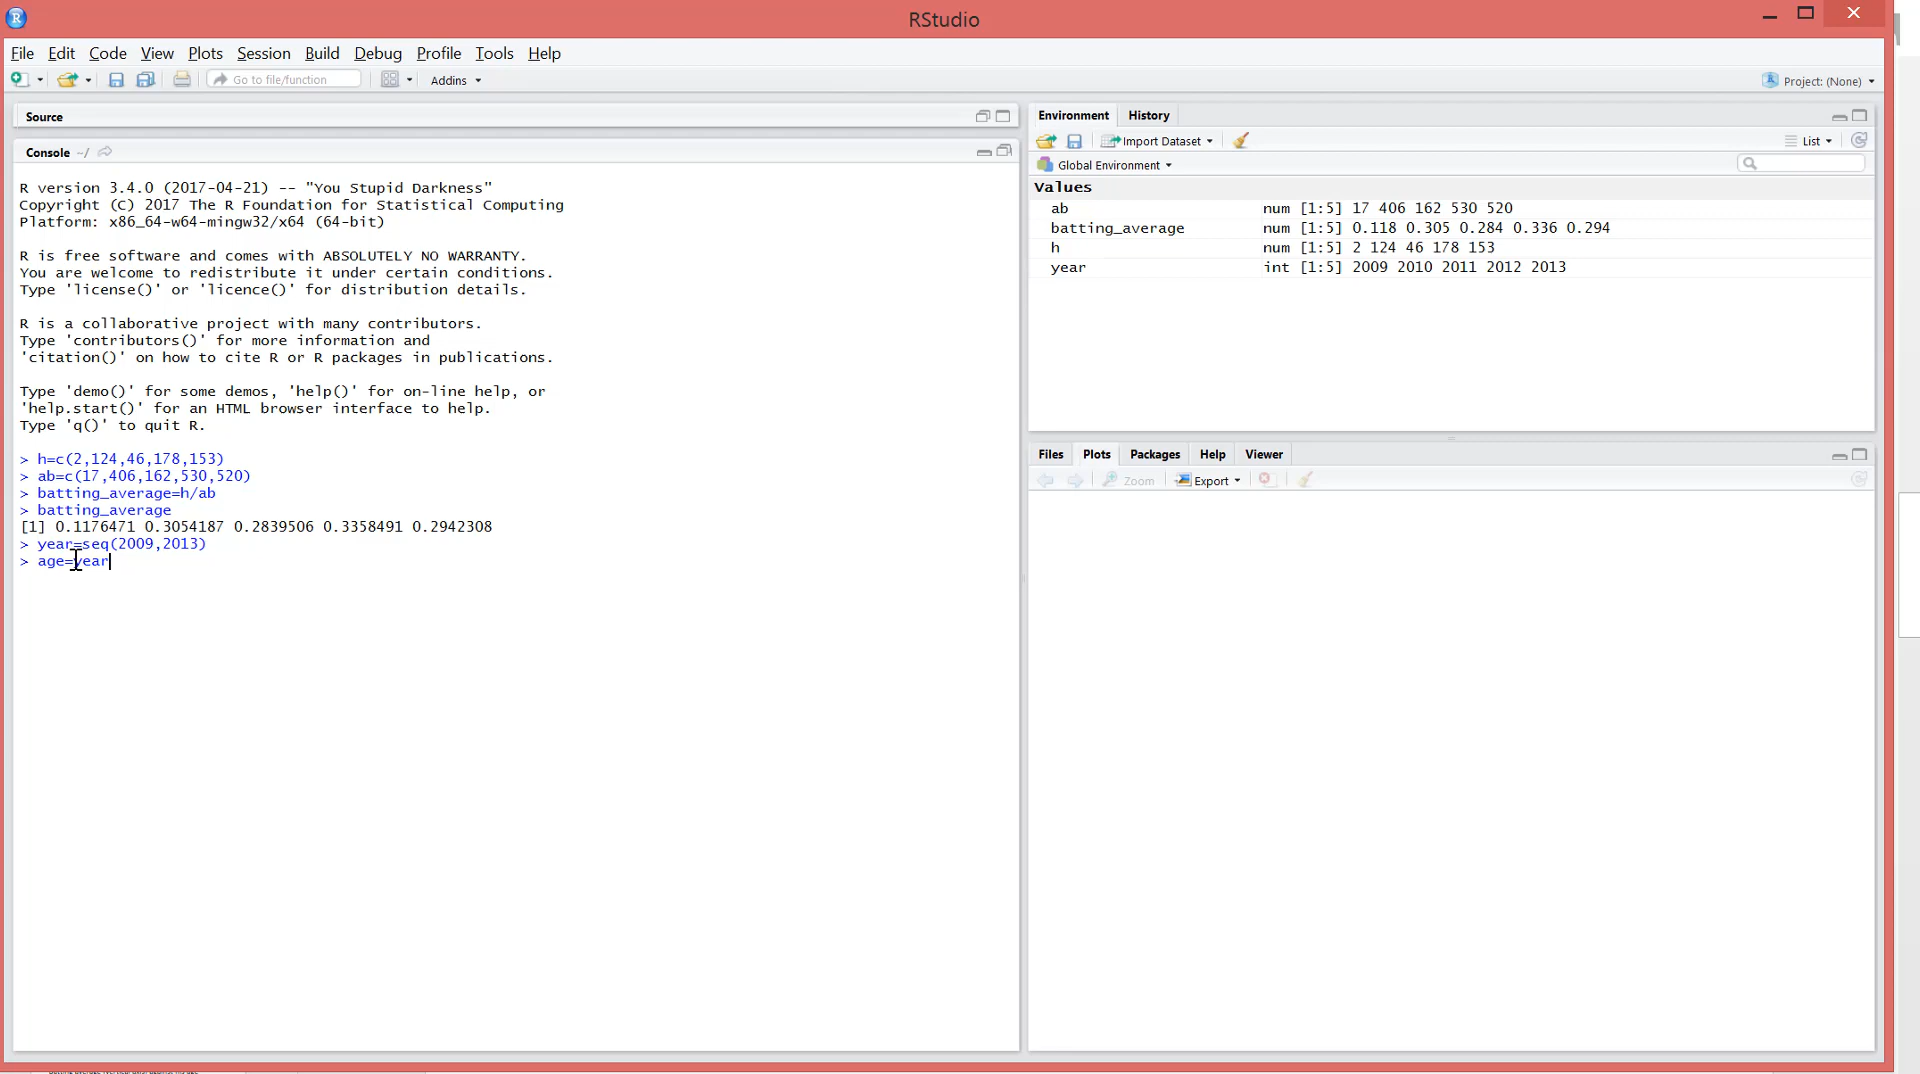 RStudio
File Edit Code View Plots Session Build Debug Profile Tools Help
Go to file/function Addins Project: (None)
Source
Console ~/
R version 3.4.0 (2017-04-21) -- "You Stupid Darkness"
Copyright (C) 2017 The R Foundation for Statistical Computing
Platform: x86_64-w64-mingw32/x64 (64-bit)
R is free software and comes with ABSOLUTELY NO WARRANTY.
You are welcome to redistribute it under certain conditions.
Type 'license()' or 'licence()' for distribution details.
R is a collaborative project with many contributors.
Type 'contributors()' for more information and
'citation()' on how to cite R or R packages in publications.
Type 'demo()' for some demos, 'help()' for on-line help, or
'help.start()' for an HTML browser interface to help.
Type 'q()' to quit R.
> h=c(2,124,46,178,153)
> ab=c(17,406,162,530,520)
> batting_average=h/ab
> batting_average
[1] 0.1176471 0.3054187 0.2839506 0.3358491 0.2942308
> year=seq(2009,2013)
> age=year
Environment History
Import Dataset List
Global Environment
Values
ab num [1:5] 17 406 162 530 520
batting_average num [1:5] 0.118 0.305 0.284 0.336 0.294
h num [1:5] 2 124 46 178 153
year int [1:5] 2009 2010 2011 2012 2013
Files Plots Packages Help Viewer
Zoom Export